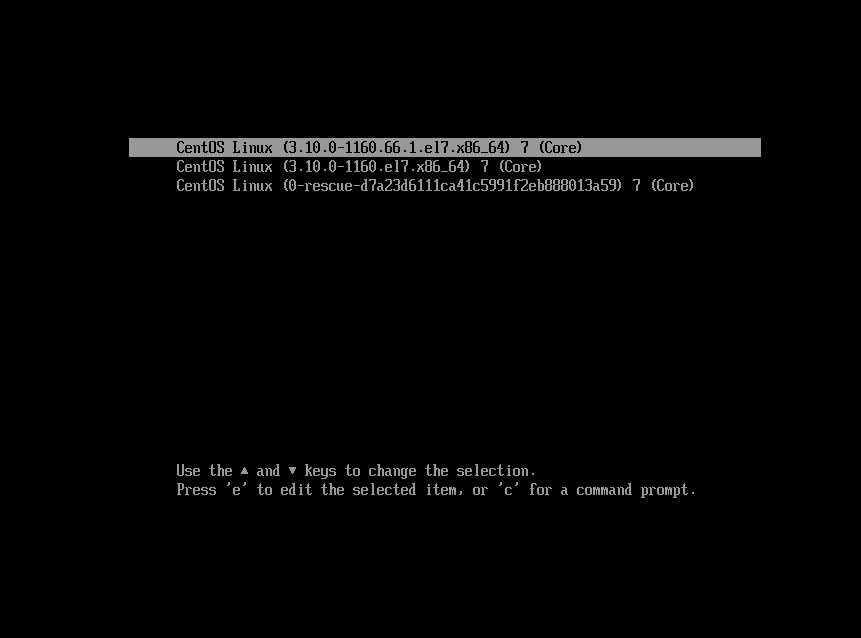 CentOS Linux (3.10.0-1160.66.1.el7.x86_64) 7 (Core)
CentOS Linux (3.10.0-1160.el7.x86_64) 7 (Core)
CentOS Linux (0-rescue-d7a23d6111ca41c5991f2eb888013a59) 7 (Core)
Use the ▲ and ▼ keys to change the selection.
Press 'e' to edit the selected item, or 'c' for a command prompt.